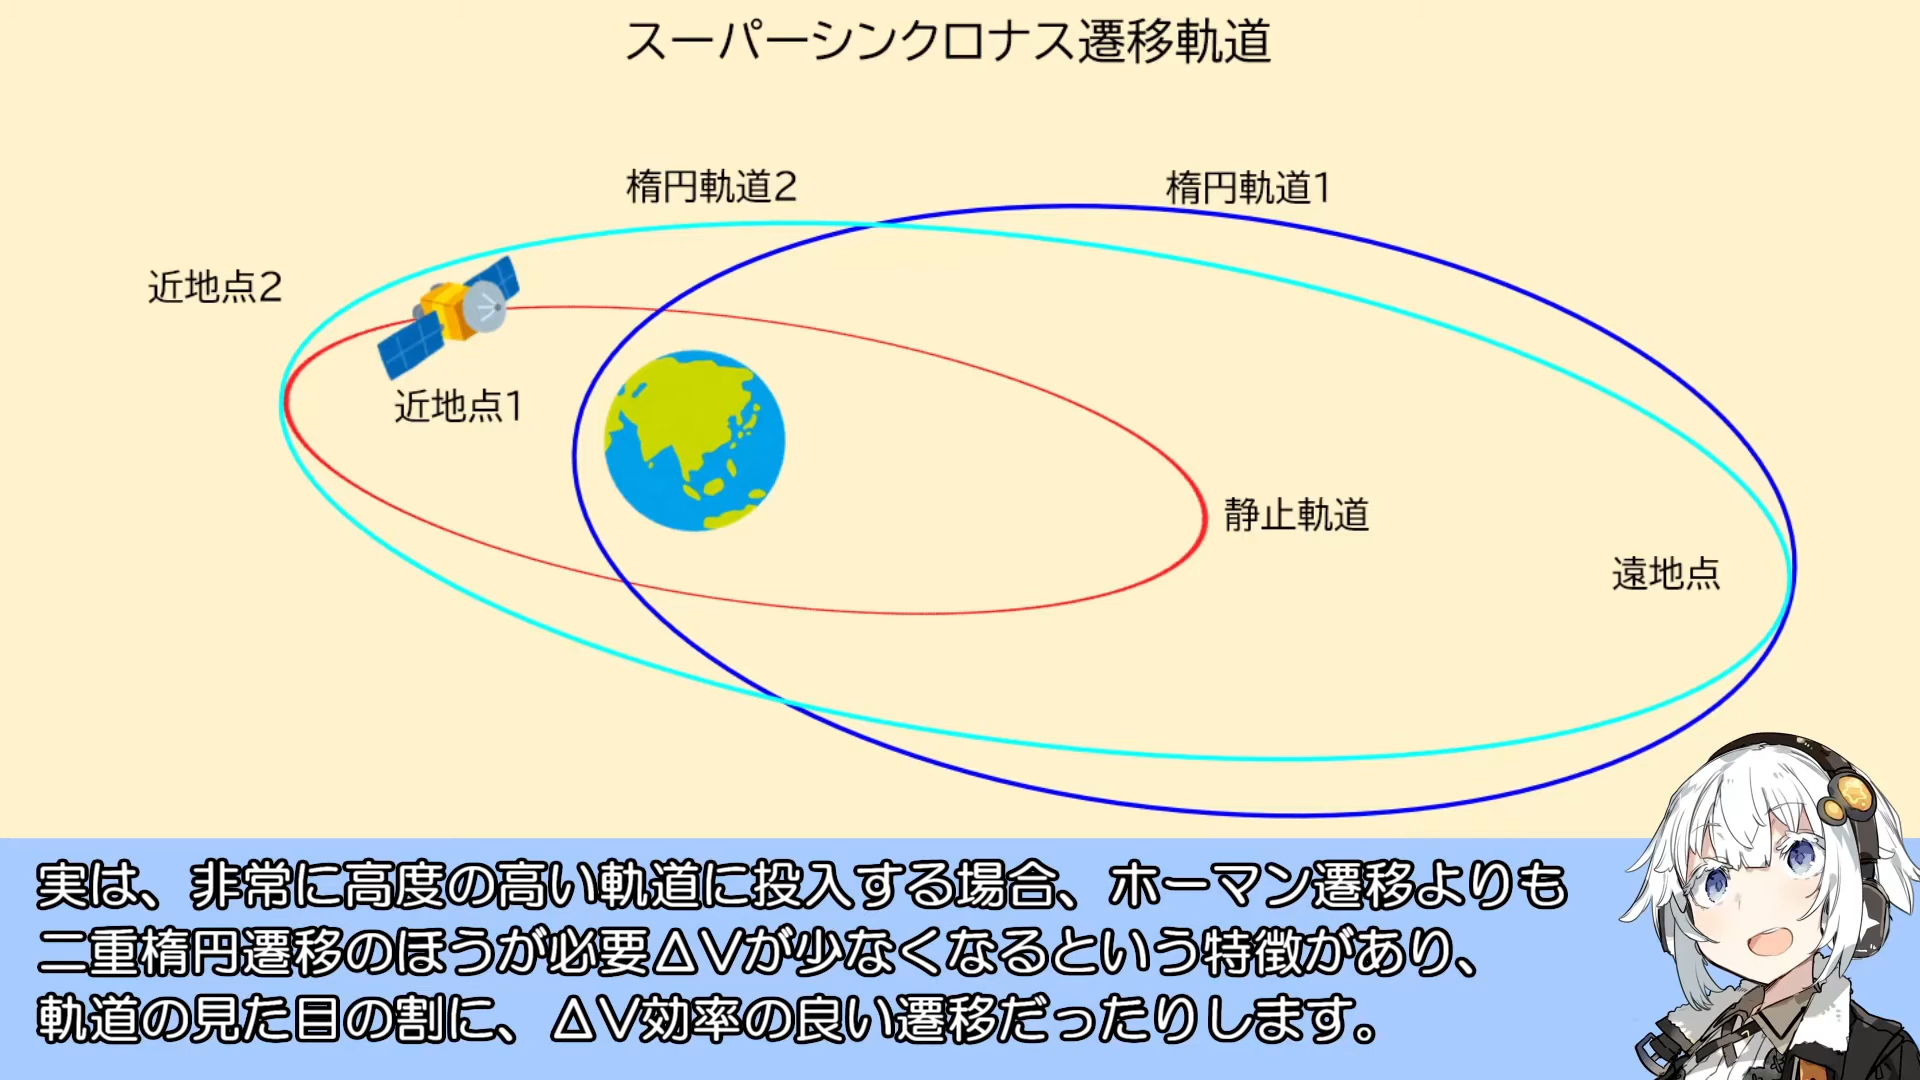 スーパーシンクロナス遷移軌道
楕円軌道2
楕円軌道1
近地点2
近地点1
静止軌道
遠地点
実は、非常に高度の高い軌道に投入する場合、ホーマン遷移よりも
二重楕円遷移のほうが必要ΔVが少なくなるという特徴があり、
軌道の見た目の割に、ΔV効率の良い遷移だったりします。